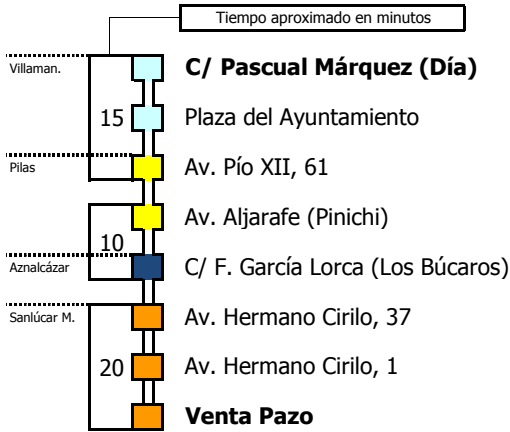 Tiempo aproximado en minutos
Villaman.
C/ Pascual Márquez (Día)
15
Plaza del Ayuntamiento
Pilas
Av. Pío XII, 61
Av. Aljarafe (Pinichi)
10
Aznalcázar
C/ F. García Lorca (Los Búcaros)
Sanlúcar M.
Av. Hermano Cirilo, 37
20
Av. Hermano Cirilo, 1
Venta Pazo